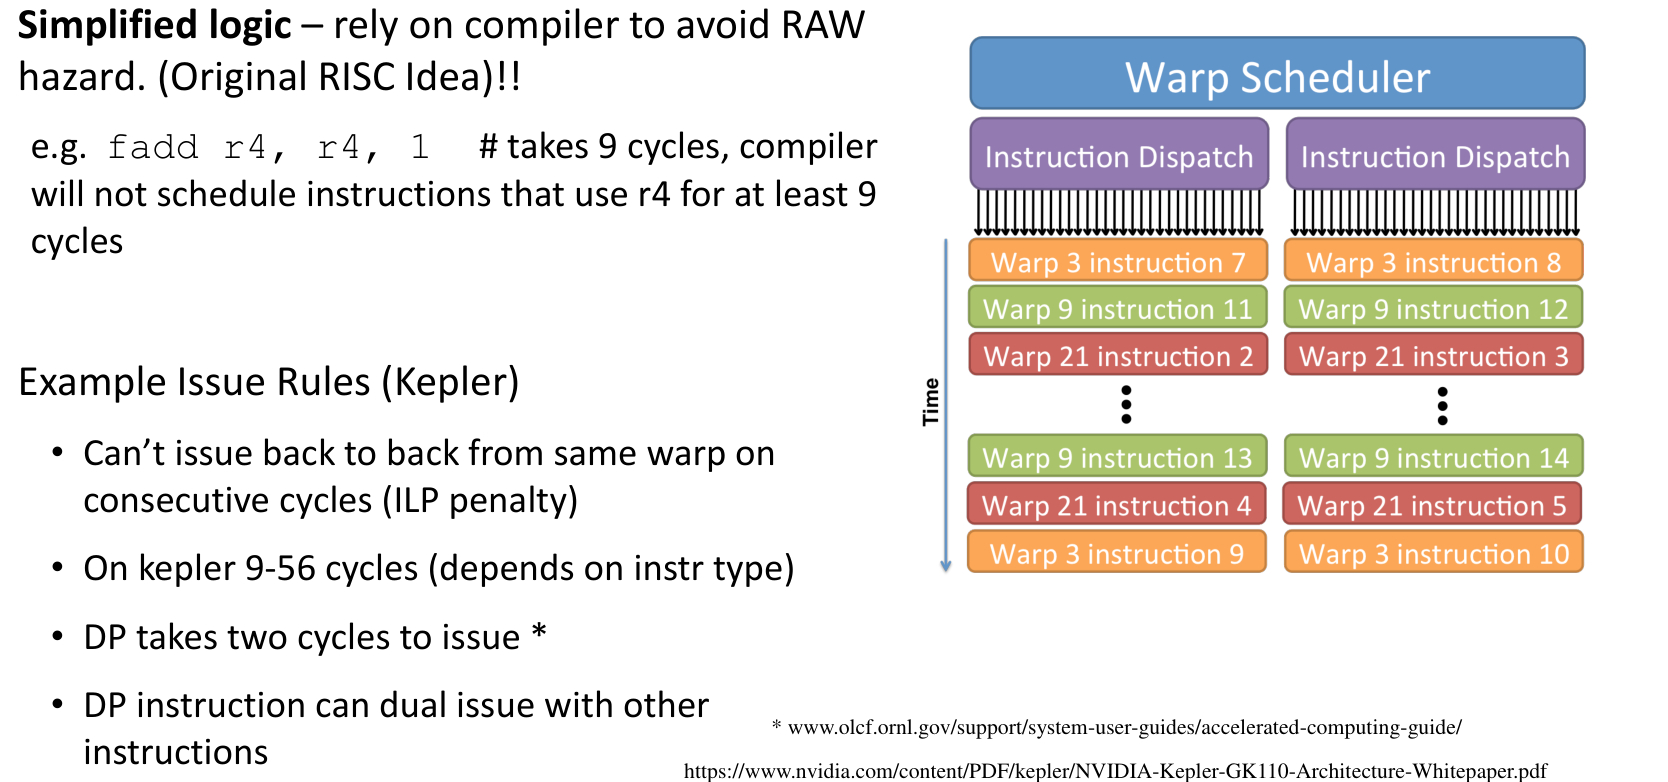 Simplified logic – rely on compiler to avoid RAW
hazard. (Original RISC Idea)!!
e.g. fadd r4, r4, 1 # takes 9 cycles, compiler
will not schedule instructions that use r4 for at least 9
cycles
Example Issue Rules (Kepler)
• Can’t issue back to back from same warp on
consecutive cycles (ILP penalty)
• On kepler 9-56 cycles (depends on instr type)
• DP takes two cycles to issue *
• DP instruction can dual issue with other
instructions
Warp Scheduler
Instruction Dispatch Instruction Dispatch
Time
Warp 3 instruction 7 Warp 3 instruction 8
Warp 9 instruction 11 Warp 9 instruction 12
Warp 21 instruction 2 Warp 21 instruction 3
Warp 9 instruction 13 Warp 9 instruction 14
Warp 21 instruction 4 Warp 21 instruction 5
Warp 3 instruction 9 Warp 3 instruction 10
* www.olcf.ornl.gov/support/system-user-guides/accelerated-computing-guide/
https://www.nvidia.com/content/PDF/kepler/NVIDIA-Kepler-GK110-Architecture-Whitepaper.pdf